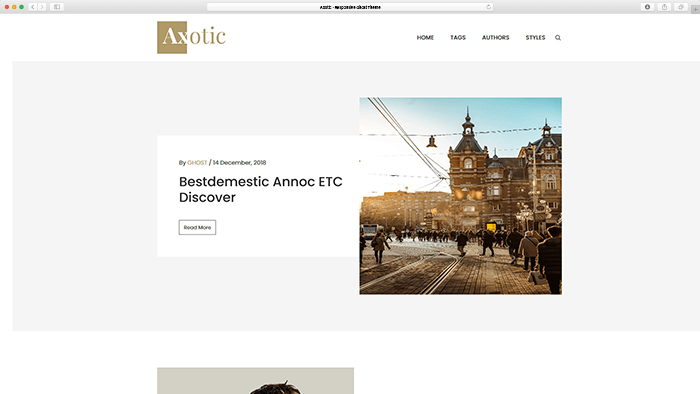 Axotic - Responsive Ghost Theme
Axotic
HOME TAGS AUTHORS STYLES
By GHOST / 14 December, 2018
Bestdemestic Annoc ETC
Discover
Read More